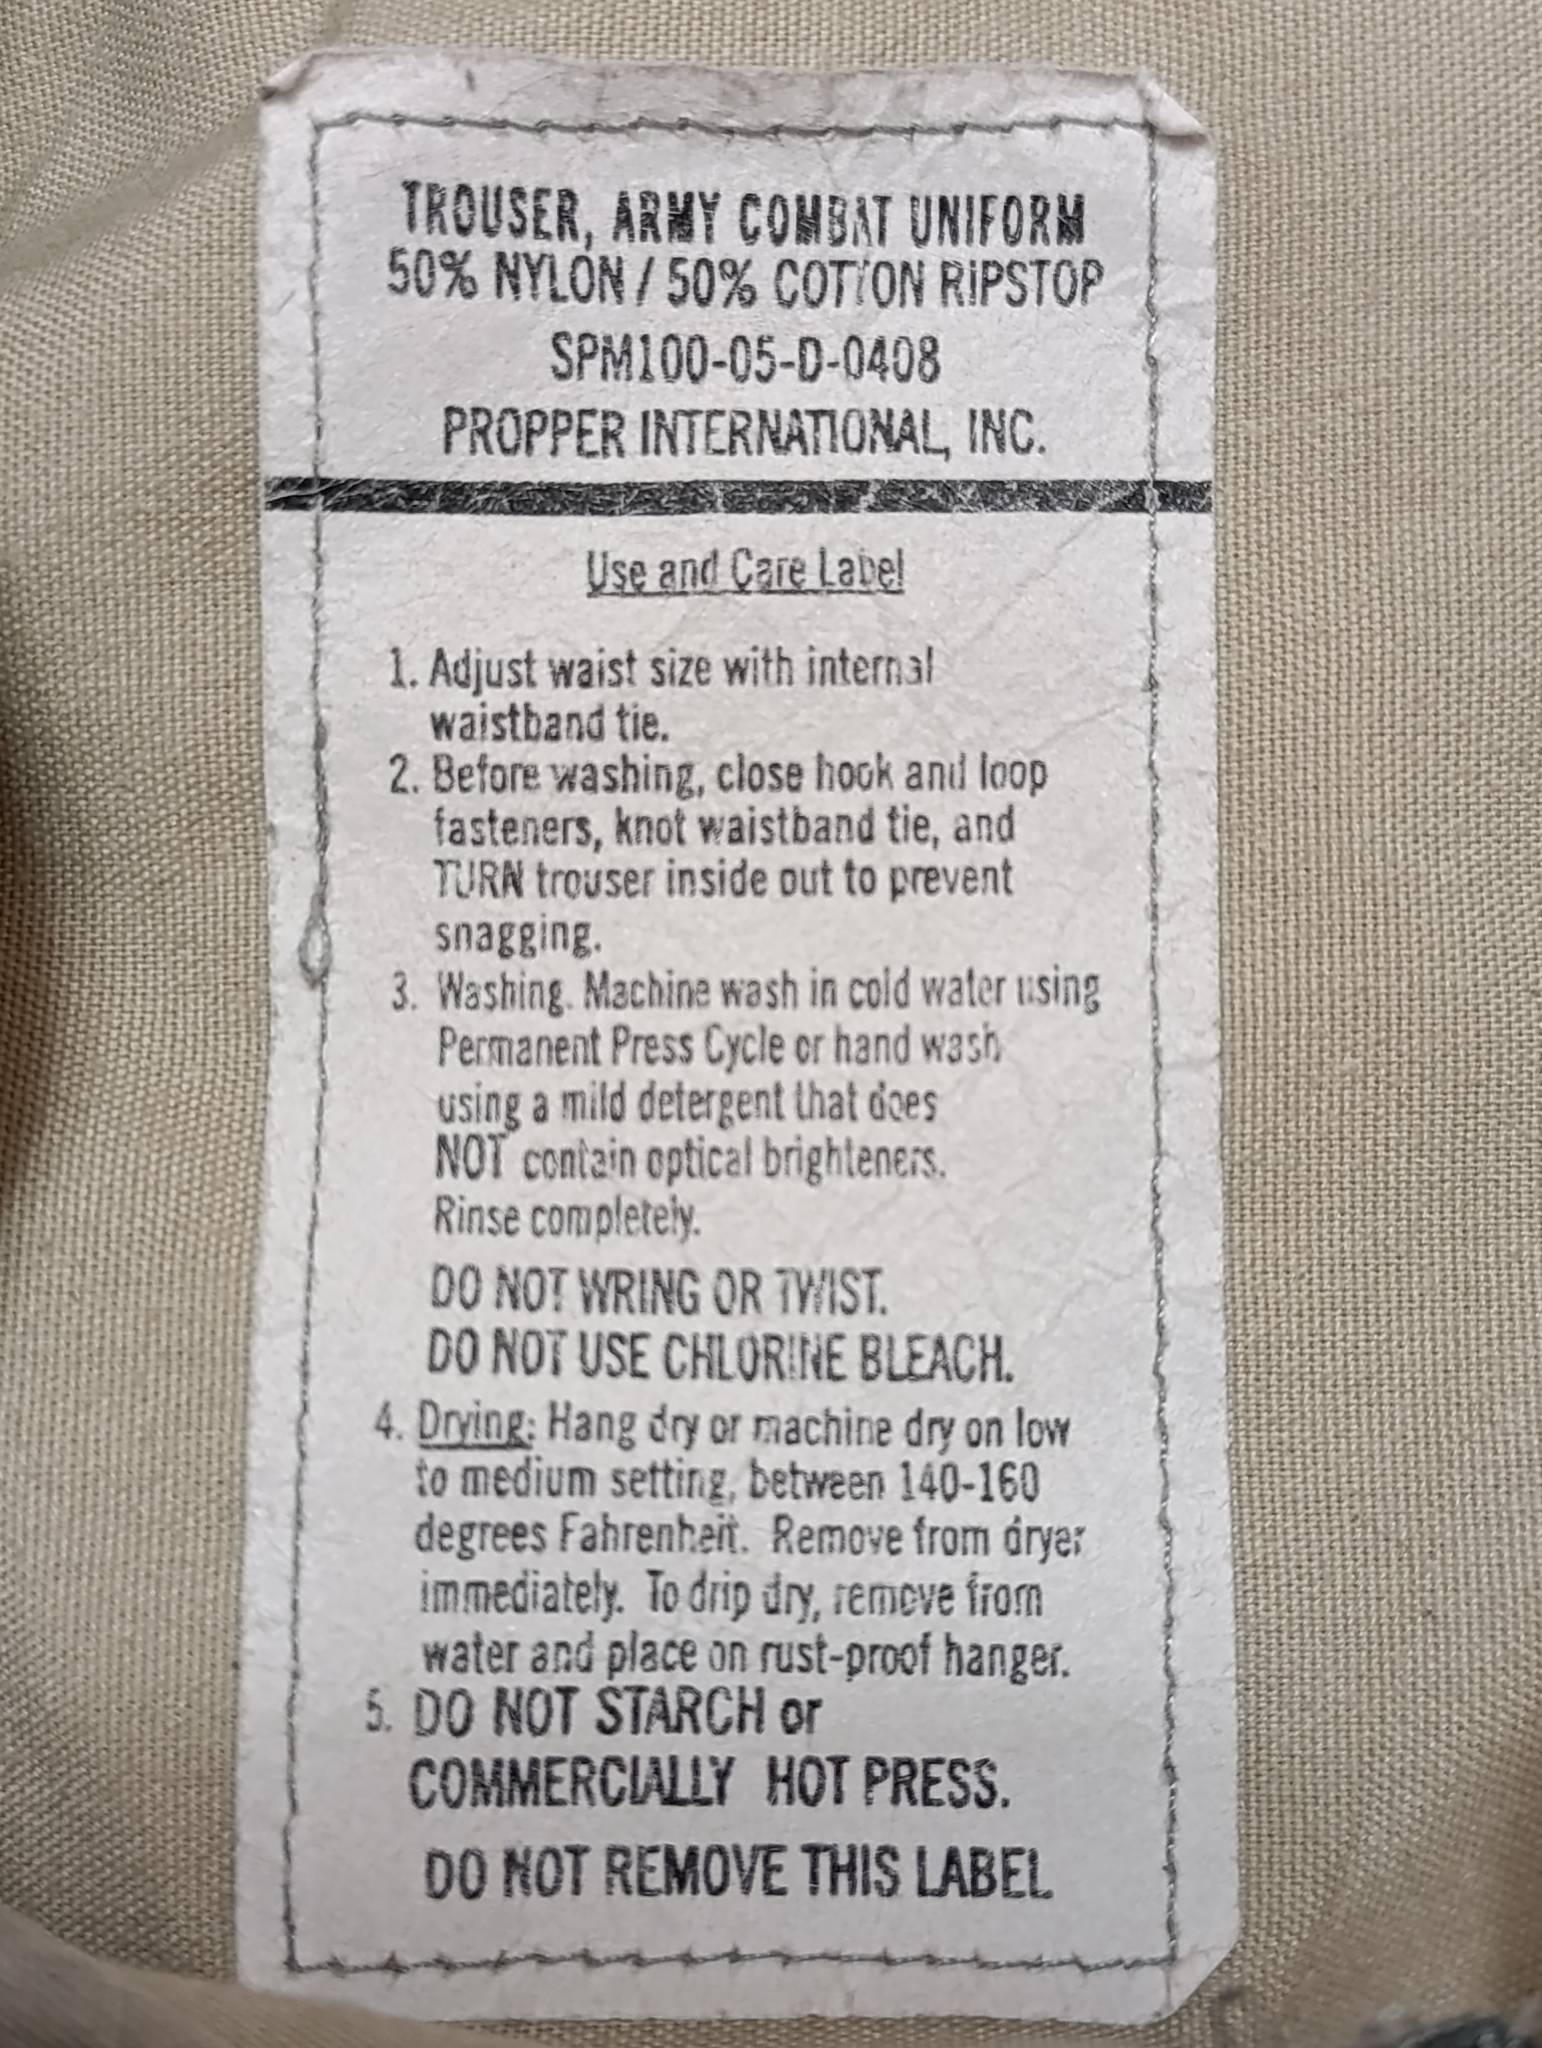 TROUSER, ARMY COMBAT UNIFORM
50% NYLON / 50% COTTON RIPSTOP
SPM100-05-D-0408
PROPPER INTERNATIONAL, INC.
Use and Care Label
1. Adjust waist size with internal
waistband tie.
2. Before washing, close hook and loop
fasteners, knot waistband tie, and
TURN trouser inside out to prevent
snagging.
3. Washing. Machine wash in cold water using
Permanent Press Cycle or hand wash
using a mild detergent that does
NOT contain optical brighteners.
Rinse completely.
DO NOT WRING OR TWIST.
DO NOT USE CHLORINE BLEACH.
4. Drying: Hang dry or machine dry on low
to medium setting, between 140-160
degrees Fahrenheit. Remove from dryer
immediately. To drip dry, remove from
water and place on rust-proof hanger.
5. DO NOT STARCH or
COMMERCIALLY HOT PRESS.
DO NOT REMOVE THIS LABEL